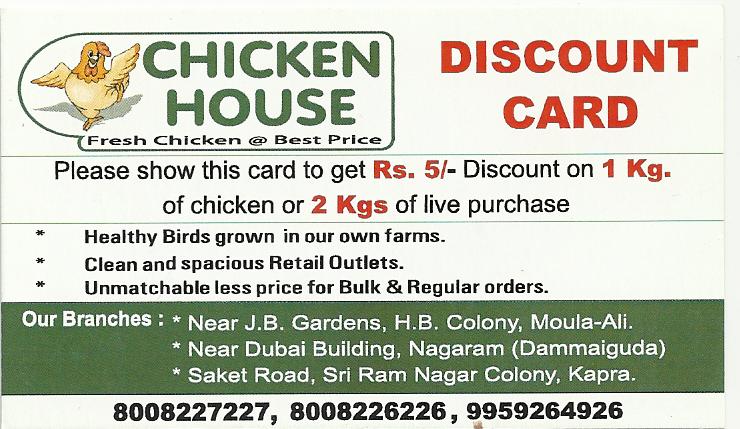 CHICKEN
HOUSE
Fresh Chicken @ Best Price
DISCOUNT
CARD
Please show this card to get Rs. 5/- Discount on 1 Kg.
of chicken or 2 Kgs of live purchase
* Healthy Birds grown in our own farms.
* Clean and spacious Retail Outlets.
* Unmatchable less price for Bulk & Regular orders.
Our Branches : * Near J.B. Gardens, H.B. Colony, Moula-Ali.
* Near Dubai Building, Nagaram (Dammaiguda)
* Saket Road, Sri Ram Nagar Colony, Kapra.
8008227227, 8008226226, 9959264926